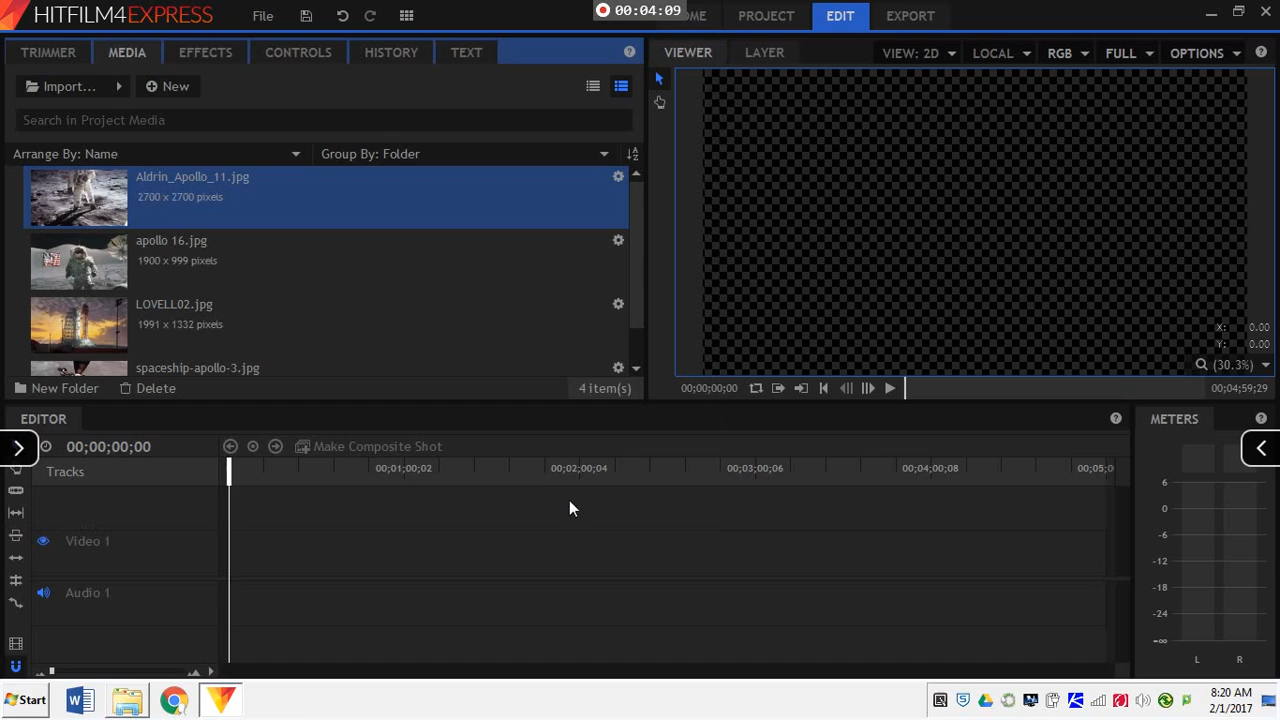 HITFILM4EXPRESS
File
00:04:09
PROJECT
EDIT
EXPORT
TRIMMER
MEDIA
EFFECTS
CONTROLS
HISTORY
TEXT
VIEWER
LAYER
VIEW: 2D
LOCAL
RGB
FULL
OPTIONS
Import...
New
Search in Project Media
Arrange By: Name
Group By: Folder
Aldrin_Apollo_11.jpg
2700 x 2700 pixels
apollo 16.jpg
1900 x 999 pixels
LOVELL02.jpg
1991 x 1332 pixels
spaceship-apollo-3.jpg
New Folder
Delete
4 item(s)
X: 0.00
Y: 0.00
(30.3%)
00;00;00;00
00;04;59;29
EDITOR
METERS
00;00;00;00
Make Composite Shot
Tracks
00;01;00;02
00;02;00;04
00;03;00;06
00;04;00;08
00;05;0
Video 1
Audio 1
6
0
-6
-12
-18
-24
-∞
L
R
Start
8:20 AM
2/1/2017